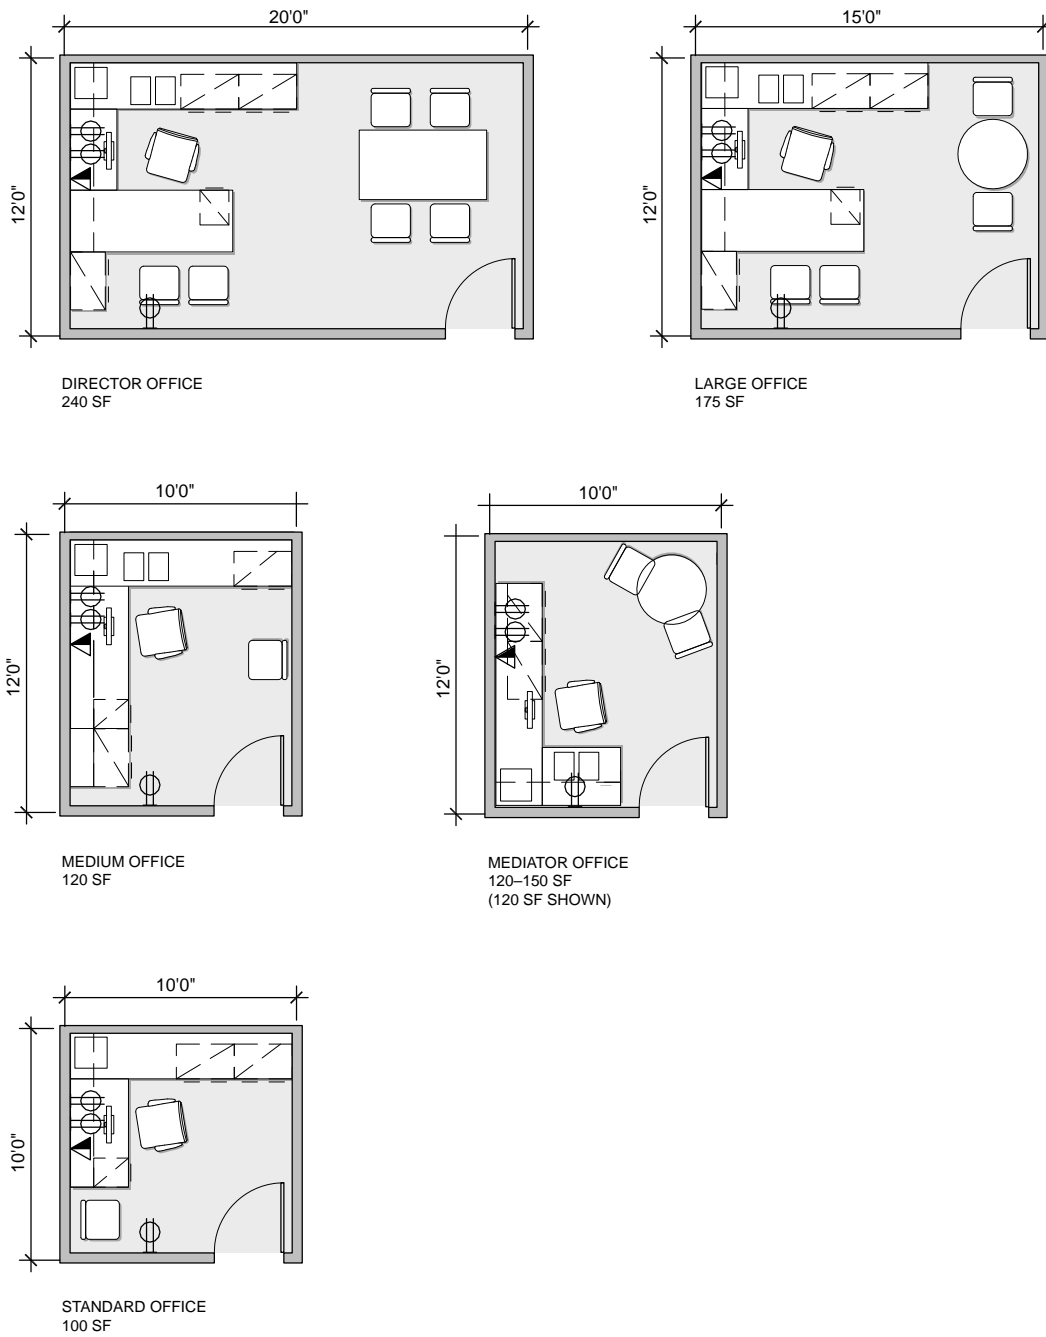 20'0"
15'0"
12'0"
12'0"
DIRECTOR OFFICE
240 SF
LARGE OFFICE
175 SF
10'0"
10'0"
12'0"
12'0"
MEDIUM OFFICE
120 SF
MEDIATOR OFFICE
120–150 SF
(120 SF SHOWN)
10'0"
10'0"
STANDARD OFFICE
100 SF